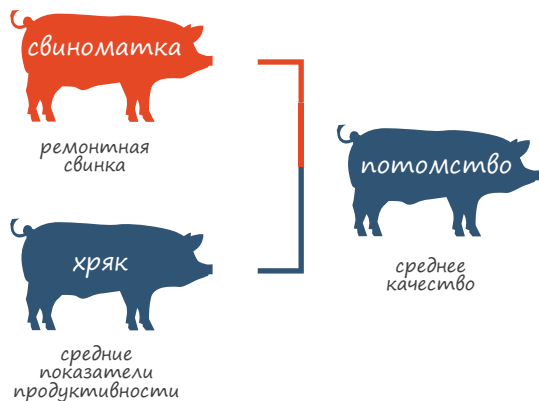 свиноматка
ремонтная
свинка
хряк
средние
показатели
продуктивности
потомство
среднее
качество